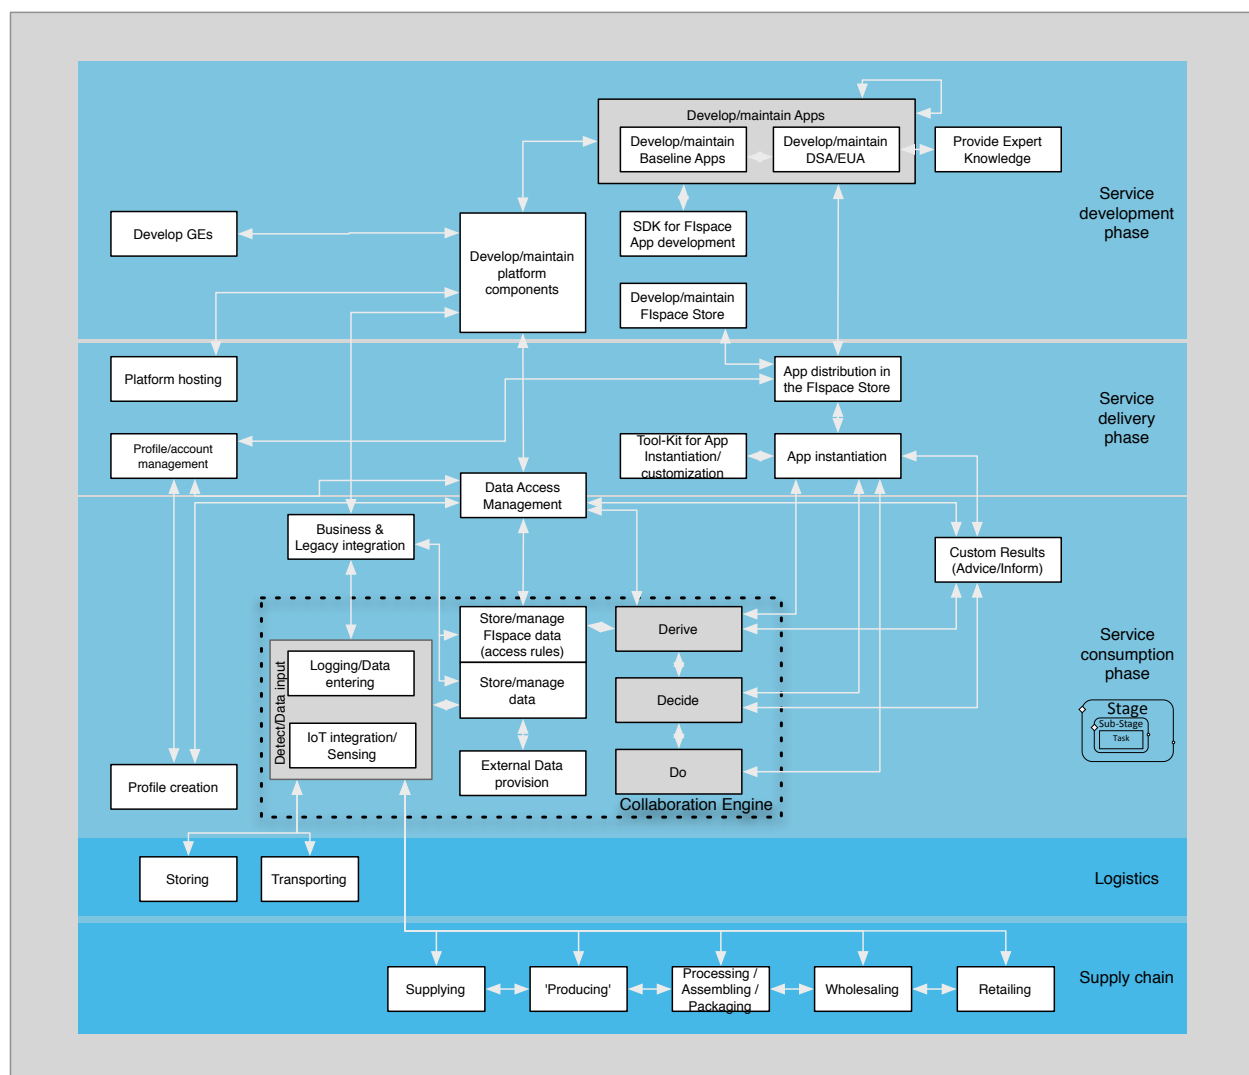 Develop/maintain Apps
Develop/maintain
Baseline Apps
Develop/maintain
DSA/EUA
Provide Expert
Knowledge
Service
development
phase
Develop GEs
Develop/maintain
platform
components
SDK for FIspace
App development
Develop/maintain
FIspace Store
Platform hosting
App distribution in
the FIspace Store
Service
delivery
phase
Profile/account
management
Tool-Kit for App
Instantiation/
customization
App instantiation
Data Access
Management
Business &
Legacy integration
Custom Results
(Advice/Inform)
Store/manage
FIspace data
(access rules)
Derive
Service
consumption
phase
Detect/Data input
Logging/Data
entering
Store/manage
data
Decide
Stage
Sub-Stage
Task
IoT integration/
Sensing
External Data
provision
Do
Profile creation
Collaboration Engine
Storing
Transporting
Logistics
Supplying
'Producing'
Processing /
Assembling /
Packaging
Wholesaling
Retailing
Supply chain